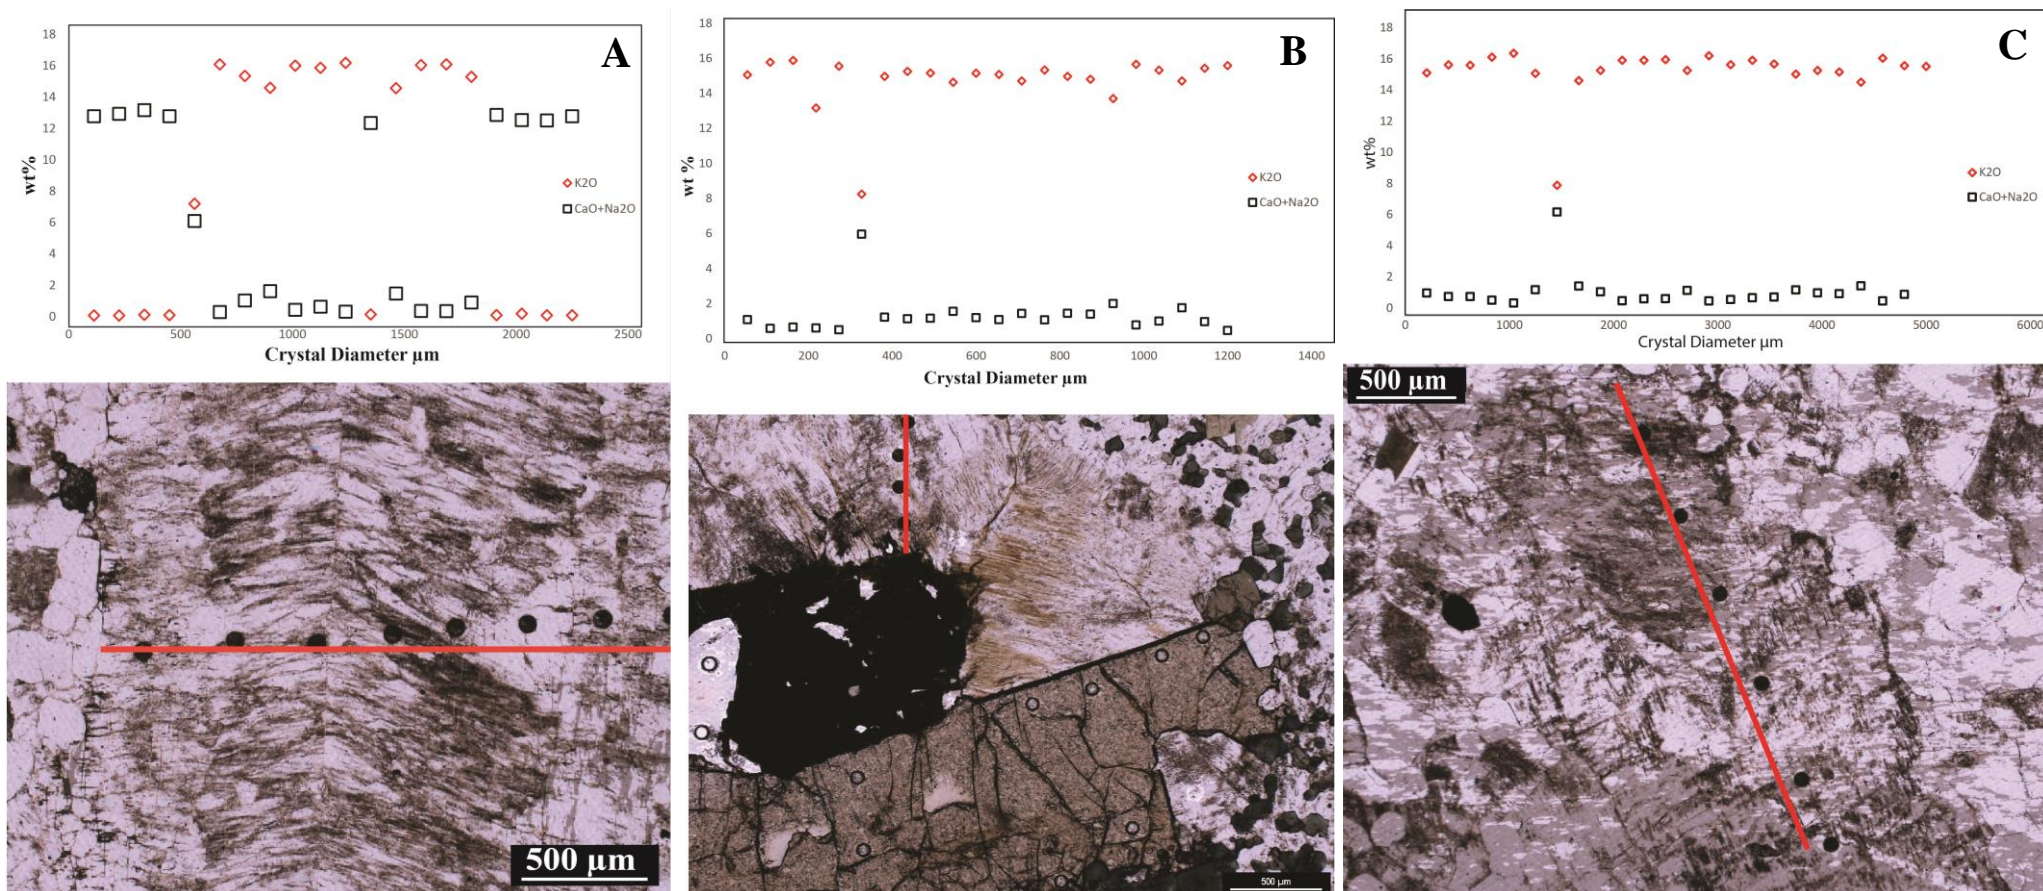 A
18
16
14
12
10
8
6
4
2
0
wt%
K2O
CaO+Na2O
0 500 1000 1500 2000 2500
Crystal Diameter µm
500 µm
B
18
16
14
12
10
8
6
4
2
0
wt %
K2O
CaO+Na2O
0 200 400 600 800 1000 1200 1400
Crystal Diameter µm
500 µm
C
18
16
14
12
10
8
6
4
2
0
wt%
K2O
CaO+Na2O
0 1000 2000 3000 4000 5000 6000
Crystal Diameter µm
500 µm